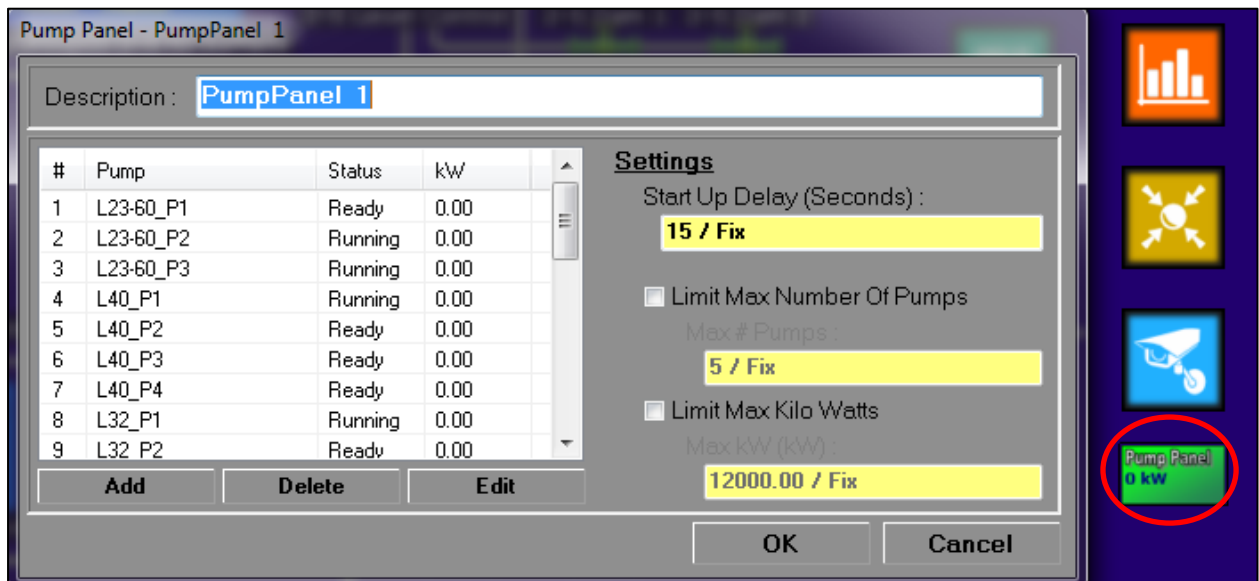 Pump Panel - PumpPanel 1
Description : PumpPanel 1
# Pump Status kW
1 L23-60_P1 Ready 0.00
2 L23-60_P2 Running 0.00
3 L23-60_P3 Running 0.00
4 L40_P1 Running 0.00
5 L40_P2 Ready 0.00
6 L40_P3 Ready 0.00
7 L40_P4 Ready 0.00
8 L32_P1 Running 0.00
9 L32_P2 Ready 0.00
Add Delete Edit
Settings
Start Up Delay (Seconds) :
15 / Fix
Limit Max Number Of Pumps
Max # Pumps :
5 / Fix
Limit Max Kilo Watts
Max kW (kW) :
12000.00 / Fix
OK Cancel
Pump Panel
0 kW